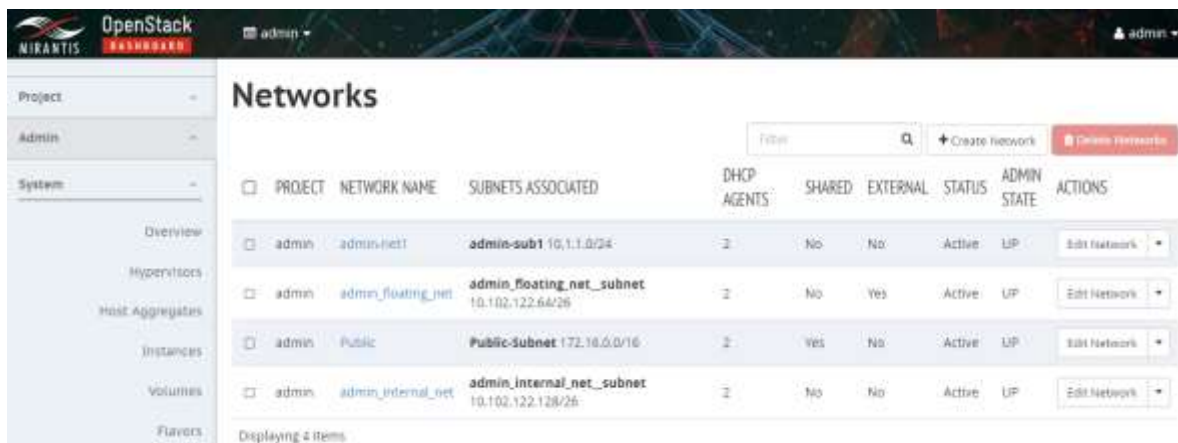 MIRANTIS
OpenStack
DASHBOARD
admin
admin
Project
Admin
System
Overview
Hypervisors
Host Aggregates
Instances
Volumes
Flavors
Networks
Filter
+ Create Network
Delete Networks
PROJECT NETWORK NAME SUBNETS ASSOCIATED DHCP AGENTS SHARED EXTERNAL STATUS ADMIN STATE ACTIONS
admin admin-net1 admin-sub1 10.1.1.0/24 2 No No Active UP Edit Network
admin admin_floating_net admin_floating_net__subnet 10.102.122.64/26 2 No Yes Active UP Edit Network
admin Public Public-Subnet 172.16.0.0/16 2 Yes No Active UP Edit Network
admin admin_internal_net admin_internal_net__subnet 10.102.122.128/26 2 No No Active UP Edit Network
Displaying 4 items